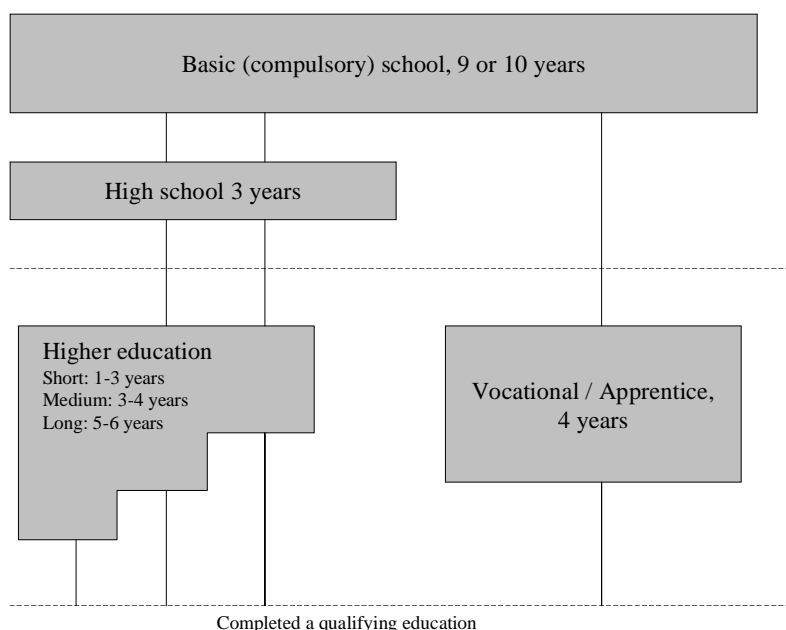 Basic (compulsory) school, 9 or 10 years
High school 3 years
Higher education
Short: 1-3 years
Medium: 3-4 years
Long: 5-6 years
Vocational / Apprentice,
4 years
Completed a qualifying education